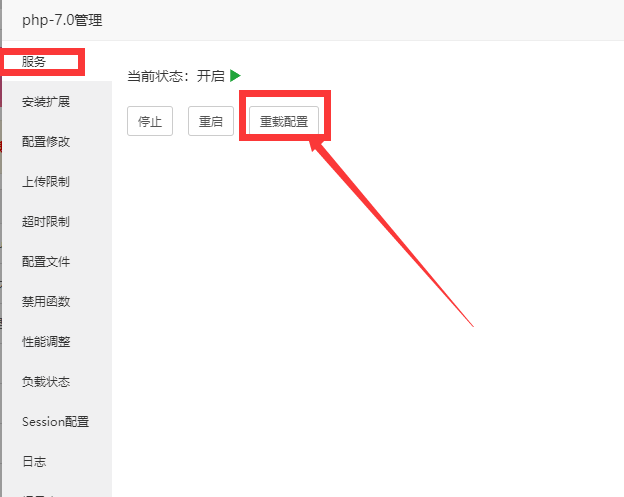 php-7.0管理
服务
安装扩展
配置修改
上传限制
超时限制
配置文件
禁用函数
性能调整
负载状态
Session配置
日志
当前状态：开启
停止
重启
重载配置